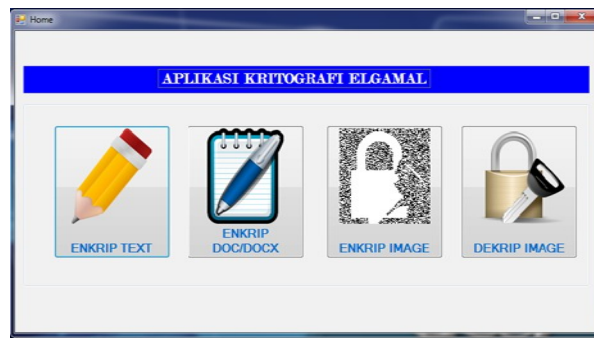 Home
APLIKASI KRITOGRAFI ELGAMAL
ENKRIP TEXT
ENKRIP
DOC/DOCX
ENKRIP IMAGE
DEKRIP IMAGE